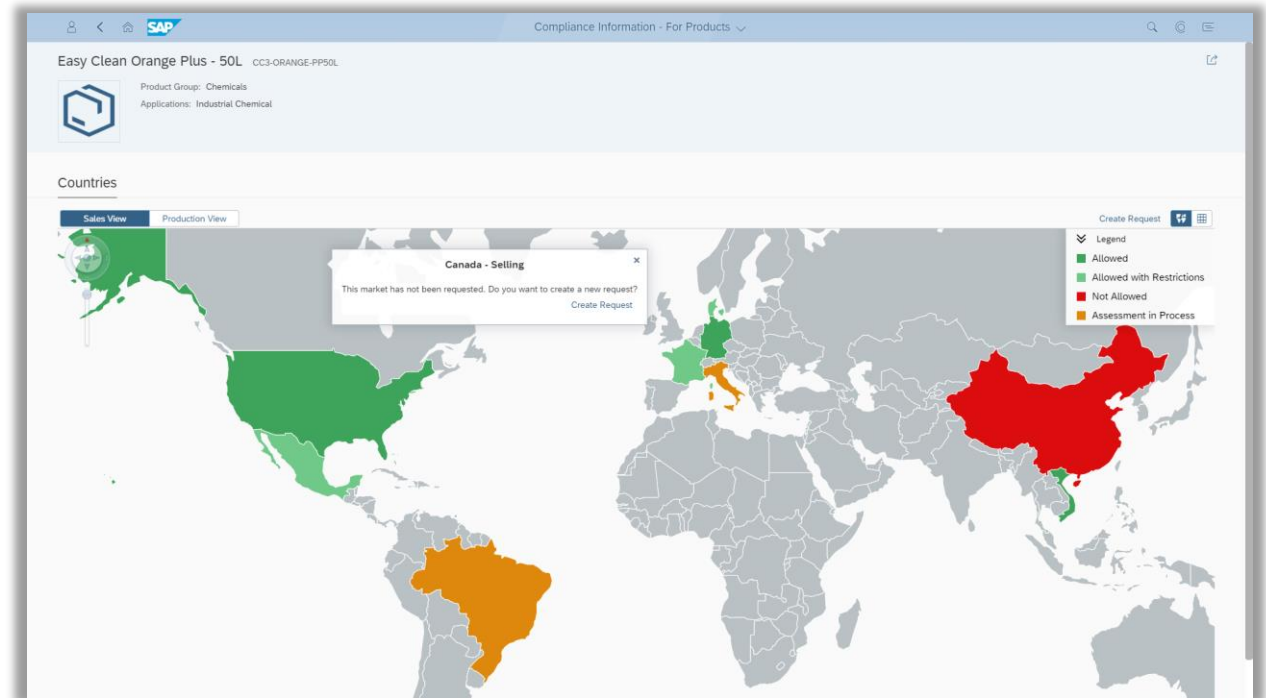 SAP
Compliance Information - For Products
Easy Clean Orange Plus - 50L CC3-ORANGE-PP50L
Product Group: Chemicals
Applications: Industrial Chemical
Countries
Sales View Production View
Create Request
Legend
Allowed
Allowed with Restrictions
Not Allowed
Assessment in Process
Canada - Selling
This market has not been requested. Do you want to create a new request?
Create Request